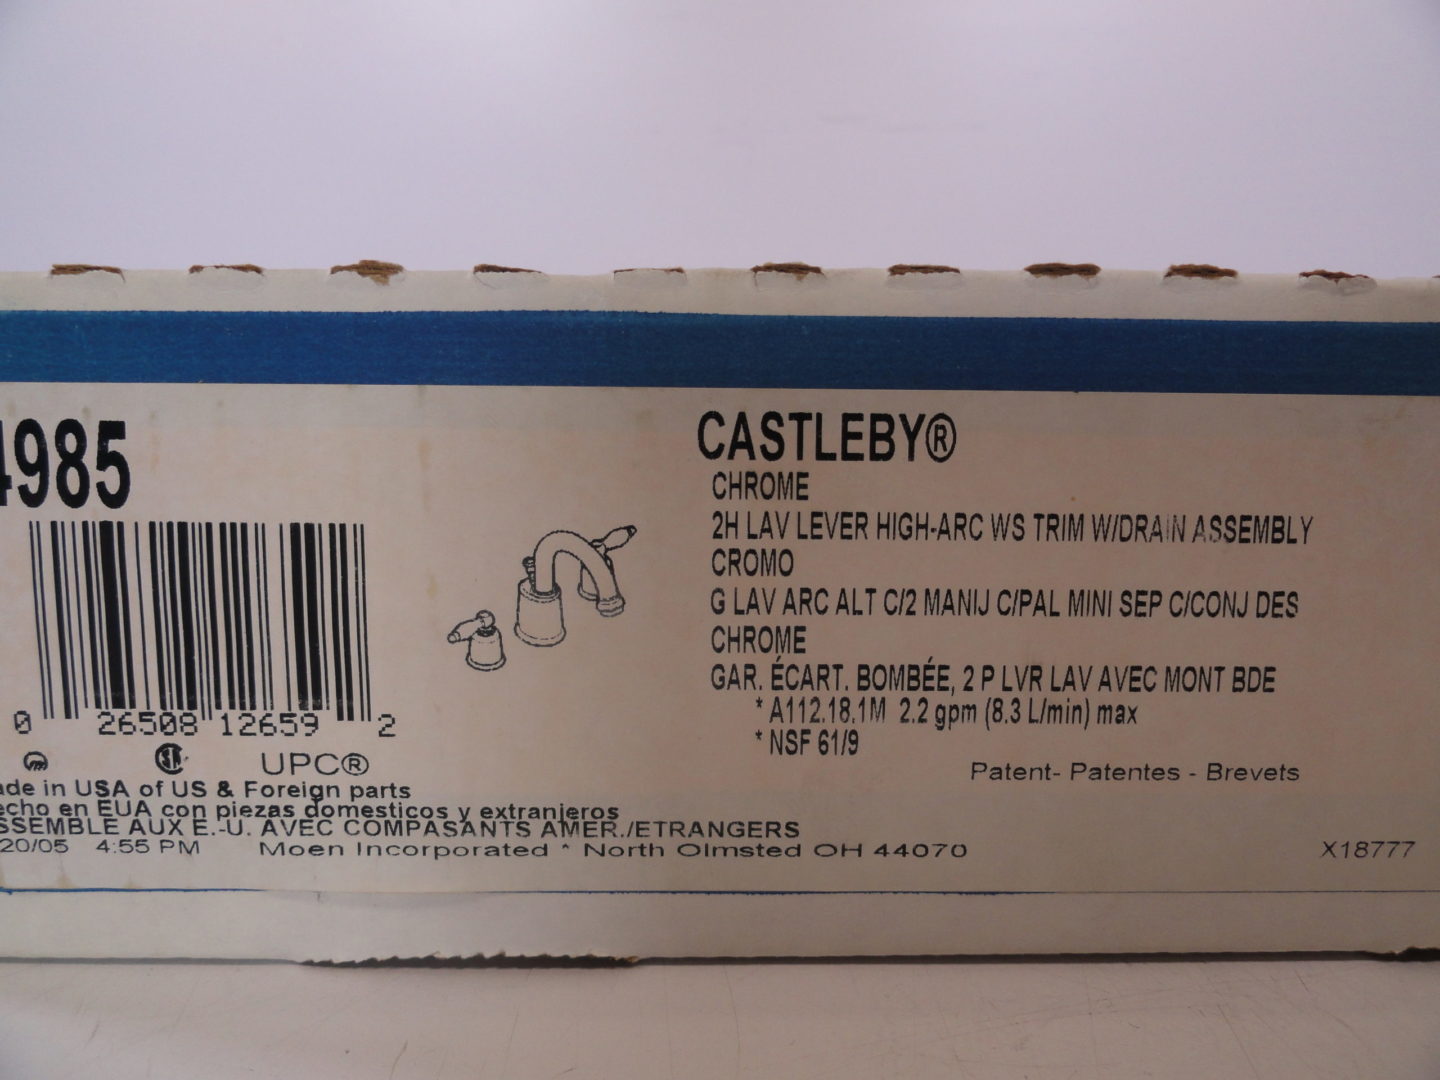 4985
CASTLEBY®
CHROME
2H LAV LEVER HIGH-ARC WS TRIM W/DRAIN ASSEMBLY
CROMO
G LAV ARC ALT C/2 MANIJ C/PAL MINI SEP C/CONJ DES
CHROME
GAR. ÉCART. BOMBÉE, 2 P LVR LAV AVEC MONT BDE
* A112.18.1M 2.2 gpm (8.3 L/min) max
* NSF 61/9
Patent- Patentes - Brevets
0 26508 12659 2
UPC®
ade in USA of US & Foreign parts
echo en EUA con piezas domesticos y extranjeros
SSEMBLE AUX E.-U. AVEC COMPASANTS AMER./ETRANGERS
20/05 4:55 PM Moen Incorporated * North Olmsted OH 44070
X18777